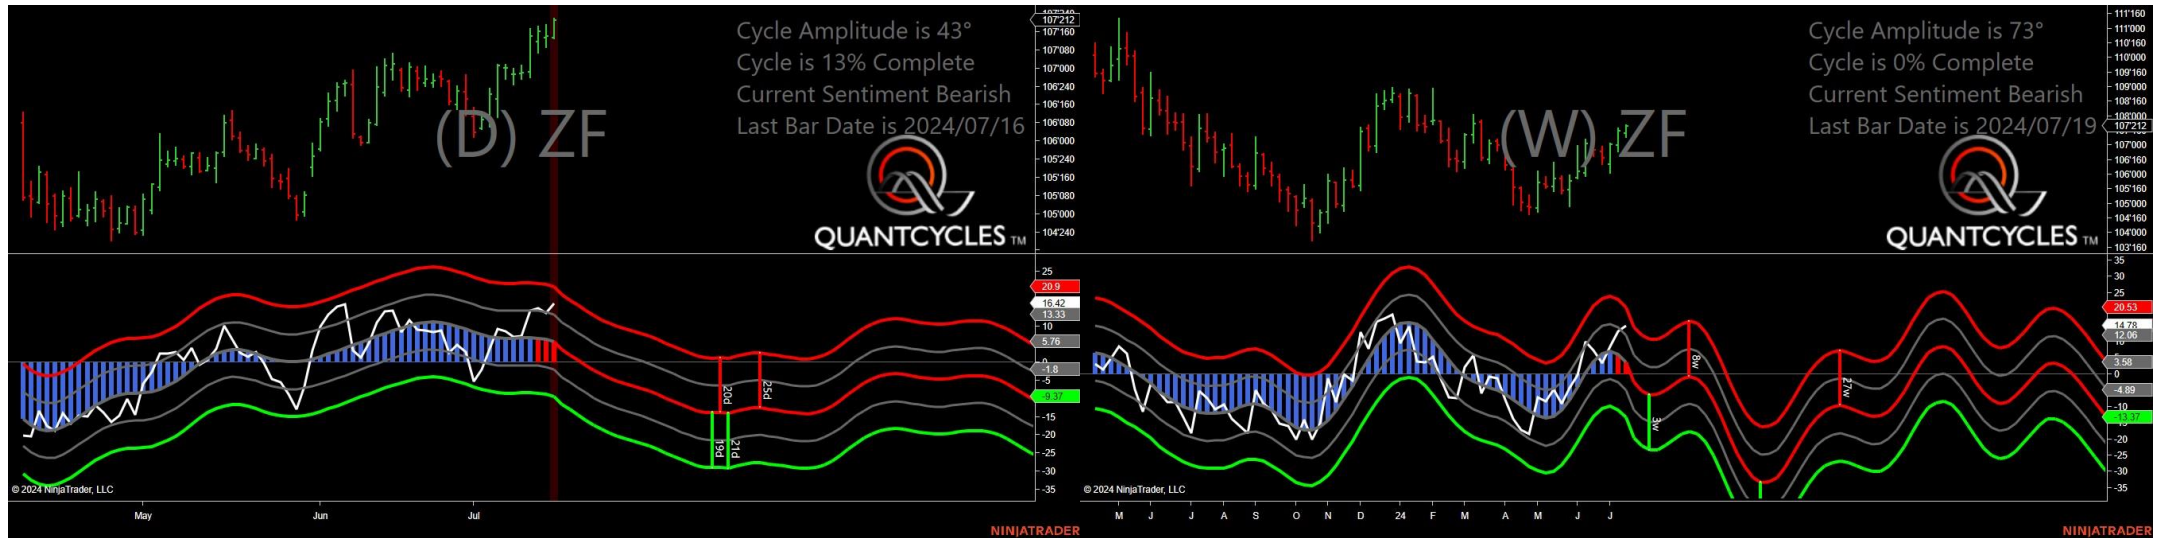 Cycle Amplitude is 43°
Cycle is 13% Complete
Current Sentiment Bearish
Last Bar Date is 2024/07/16
(D) ZF
QUANTCYCLES TM
107'240
107'212
107'160
107'080
107'000
106'240
106'160
106'080
106'000
105'240
105'160
105'080
105'000
104'240
25
20.9
16.42
13.33
10
5.76
0
-1.8
-5
-9.37
-15
-20
-25
-30
-35
20d
25d
19d
21d
© 2024 NinjaTrader, LLC
May Jun Jul
NINJATRADER
Cycle Amplitude is 73°
Cycle is 0% Complete
Current Sentiment Bearish
Last Bar Date is 2024/07/19
(W) ZF
QUANTCYCLES TM
111'160
111'000
110'160
110'000
109'160
109'000
108'160
108'000
107'212
107'000
106'160
106'000
105'160
105'000
104'160
104'000
103'160
35
30
25
20.53
14.78
12.06
10
3.58
0
-4.89
-10
-13.37
-20
-25
-30
-35
8w
3w
27w
© 2024 NinjaTrader, LLC
M J J A S O N D 24 F M A M J J
NINJATRADER